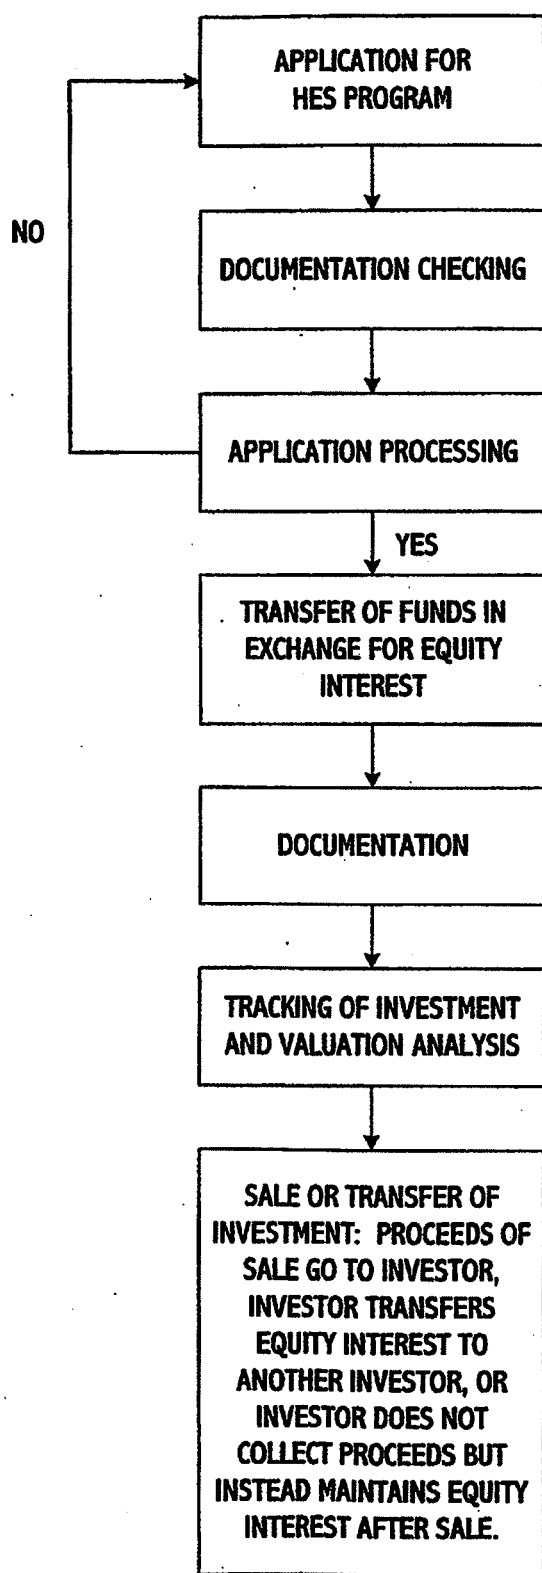 APPLICATION FOR
HES PROGRAM
NO
DOCUMENTATION CHECKING
APPLICATION PROCESSING
YES
TRANSFER OF FUNDS IN
EXCHANGE FOR EQUITY
INTEREST
DOCUMENTATION
TRACKING OF INVESTMENT
AND VALUATION ANALYSIS
SALE OR TRANSFER OF
INVESTMENT: PROCEEDS OF
SALE GO TO INVESTOR,
INVESTOR TRANSFERS
EQUITY INTEREST TO
ANOTHER INVESTOR, OR
INVESTOR DOES NOT
COLLECT PROCEEDS BUT
INSTEAD MAINTAINS EQUITY
INTEREST AFTER SALE.